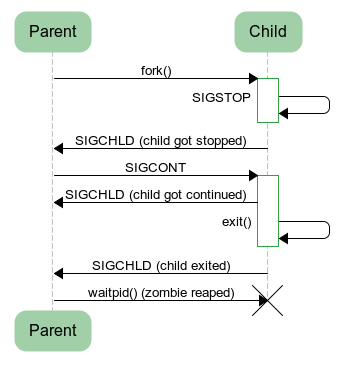 Parent
Child
fork()
SIGSTOP
SIGCHLD (child got stopped)
SIGCONT
SIGCHLD (child got continued)
exit()
SIGCHLD (child exited)
waitpid() (zombie reaped)
Parent